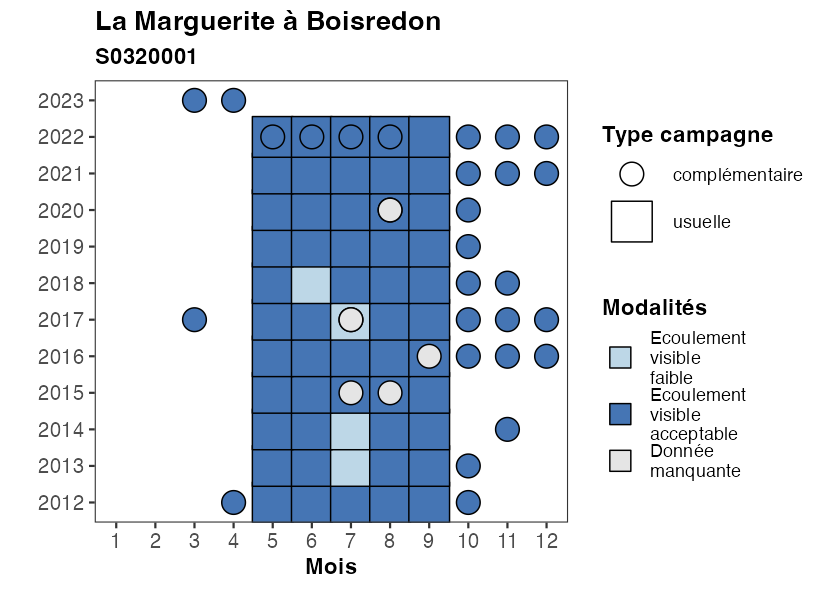 La Marguerite à Boisredon
S0320001
2023
2022
2021
2020
2019
2018
2017
2016
2015
2014
2013
2012
1 2 3 4 5 6 7 8 9 10 11 12
Mois
Type campagne
complémentaire
usuelle
Modalités
Ecoulement
visible
faible
Ecoulement
visible
acceptable
Donnée
manquante